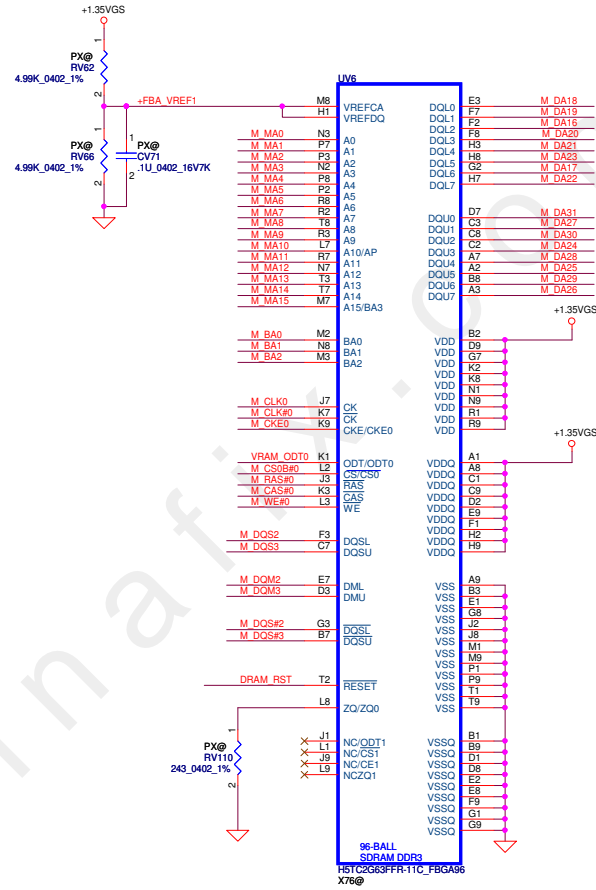 +1.35VGS
1
PX@
RV62
4.99K_0402_1%
2
+FBA_VREF1
1
PX@
RV66
4.99K_0402_1%
2
1
PX@
CV71
.1U_0402_16V7K
2
UV6
M8 VREFCA
H1 VREFDQ
M_MA0 N3 A0
M_MA1 P7 A1
M_MA2 P3 A2
M_MA3 N2 A3
M_MA4 P8 A4
M_MA5 P2 A5
M_MA6 R8 A6
M_MA7 R2 A7
M_MA8 T8 A8
M_MA9 R3 A9
M_MA10 L7 A10/AP
M_MA11 R7 A11
M_MA12 N7 A12
M_MA13 T3 A13
M_MA14 T7 A14
M_MA15 M7 A15/BA3
M_BA0 M2 BA0
M_BA1 N8 BA1
M_BA2 M3 BA2
M_CLK0 J7 CK
M_CLK#0 K7 CK
M_CKE0 K9 CKE/CKE0
VRAM_ODT0 K1 ODT/ODT0
M_CS0B#0 L2 CS/CS0
M_RAS#0 J3 RAS
M_CAS#0 K3 CAS
M_WE#0 L3 WE
M_DQS2 F3 DQSL
M_DQS3 C7 DQSU
M_DQM2 E7 DML
M_DQM3 D3 DMU
M_DQS#2 G3 DQSL
M_DQS#3 B7 DQSU
DRAM_RST T2 RESET
L8 ZQ/ZQ0
1
PX@
RV110
243_0402_1%
2
J1 NC/ODT1
L1 NC/CS1
J9 NC/CE1
L9 NCZQ1
DQL0 E3 M_DA18
DQL1 F7 M_DA19
DQL2 F2 M_DA16
DQL3 F8 M_DA20
DQL4 H3 M_DA21
DQL5 H8 M_DA23
DQL6 G2 M_DA17
DQL7 H7 M_DA22
DQU0 D7 M_DA31
DQU1 C3 M_DA27
DQU2 C8 M_DA30
DQU3 C2 M_DA24
DQU4 A7 M_DA28
DQU5 A2 M_DA25
DQU6 B8 M_DA29
DQU7 A3 M_DA26
+1.35VGS
VDD B2
VDD D9
VDD G7
VDD K2
VDD K8
VDD N1
VDD N9
VDD R1
VDD R9
+1.35VGS
VDDQ A1
VDDQ A8
VDDQ C1
VDDQ C9
VDDQ D2
VDDQ E9
VDDQ F1
VDDQ H2
VDDQ H9
VSS A9
VSS B3
VSS E1
VSS G8
VSS J2
VSS J8
VSS M1
VSS M9
VSS P1
VSS P9
VSS T1
VSS T9
VSSQ B1
VSSQ B9
VSSQ D1
VSSQ D8
VSSQ E2
VSSQ E8
VSSQ F9
VSSQ G1
VSSQ G9
96-BALL
SDRAM DDR3
H5TC2G63FFR-11C_FBGA96
X76@
inafix.co